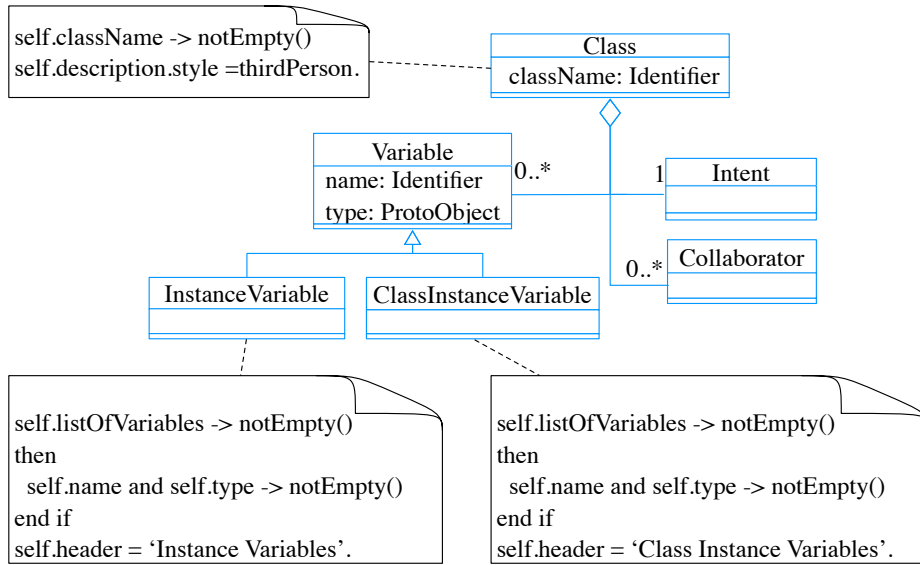 self.className -> notEmpty()
self.description.style =thirdPerson.
Class
className: Identifier
Variable
name: Identifier
type: ProtoObject
0..*
1
Intent
0..*
Collaborator
InstanceVariable
ClassInstanceVariable
self.listOfVariables -> notEmpty()
then
self.name and self.type -> notEmpty()
end if
self.header = ‘Instance Variables’.
self.listOfVariables -> notEmpty()
then
self.name and self.type -> notEmpty()
end if
self.header = ‘Class Instance Variables’.